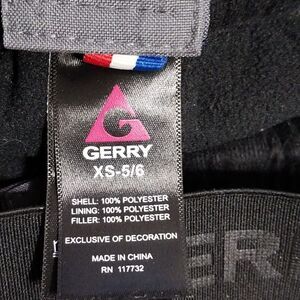 GERRY
XS-5/6
SHELL: 100% POLYESTER
LINING: 100% POLYESTER
FILLER: 100% POLYESTER
EXCLUSIVE OF DECORATION
MADE IN CHINA
RN 117732
ER